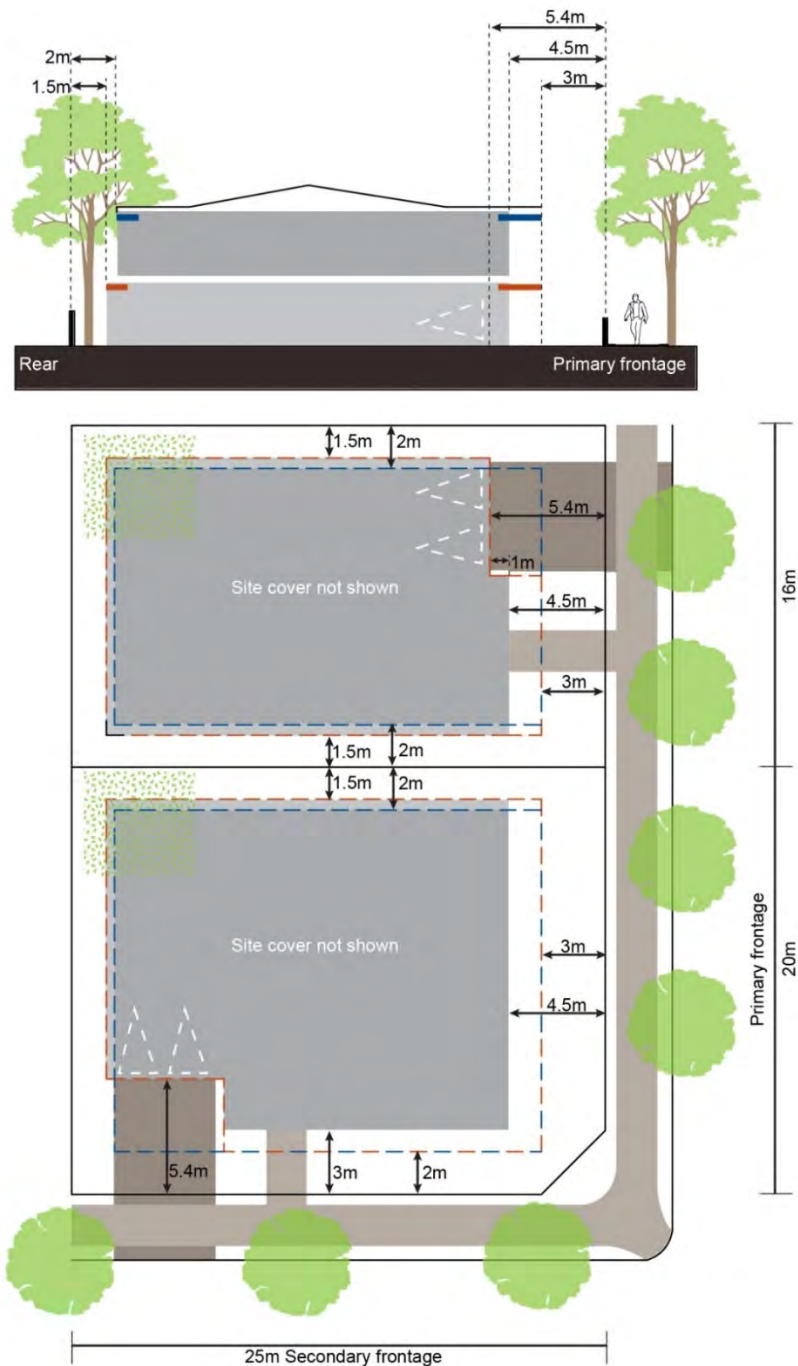 5.4m
2m
4.5m
1.5m
3m
Rear
Primary frontage
1.5m
2m
5.4m
1m
Site cover not shown
4.5m
16m
3m
1.5m
2m
1.5m
2m
Site cover not shown
3m
4.5m
Primary frontage
20m
5.4m
3m
2m
25m Secondary frontage